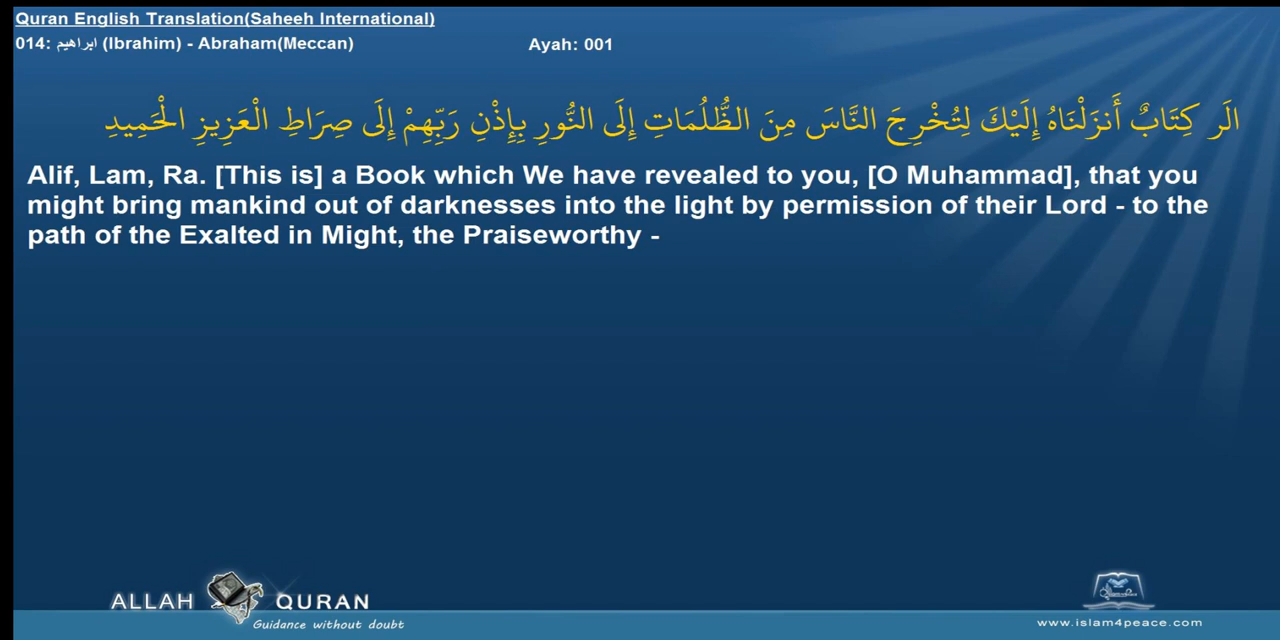 Quran English Translation(Saheeh International)
014: ابراهيم (Ibrahim) - Abraham(Meccan)
Ayah: 001
الَر كِتَابٌ أَنزَلْنَاهُ إِلَيْكَ لِتُخْرِجَ النَّاسَ مِنَ الظُّلُمَاتِ إِلَى النُّورِ بِإِذْنِ رَبِّهِمْ إِلَى صِرَاطِ الْعَزِيزِ الْحَمِيدِ
Alif, Lam, Ra. [This is] a Book which We have revealed to you, [O Muhammad], that you
might bring mankind out of darknesses into the light by permission of their Lord - to the
path of the Exalted in Might, the Praiseworthy -
ALLAH QURAN
Guidance without doubt
www.islam4peace.com